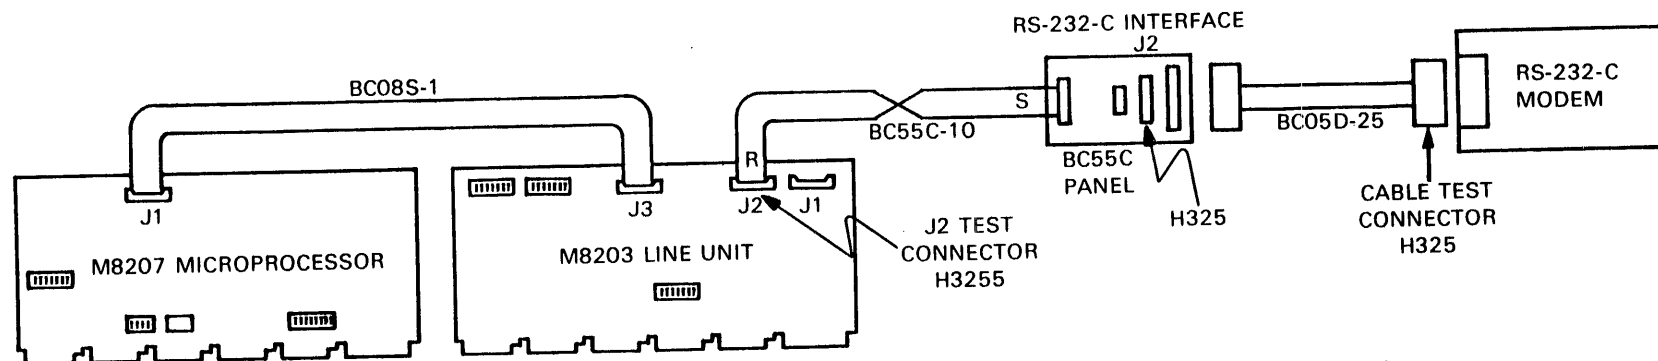 RS-232-C INTERFACE
J2
BC08S-1
RS-232-C
MODEM
S
BC55C-10
BC05D-25
R
BC55C
PANEL
J1
J3
J2
J1
H325
CABLE TEST
CONNECTOR
H325
J2 TEST
CONNECTOR
H3255
M8207 MICROPROCESSOR
M8203 LINE UNIT